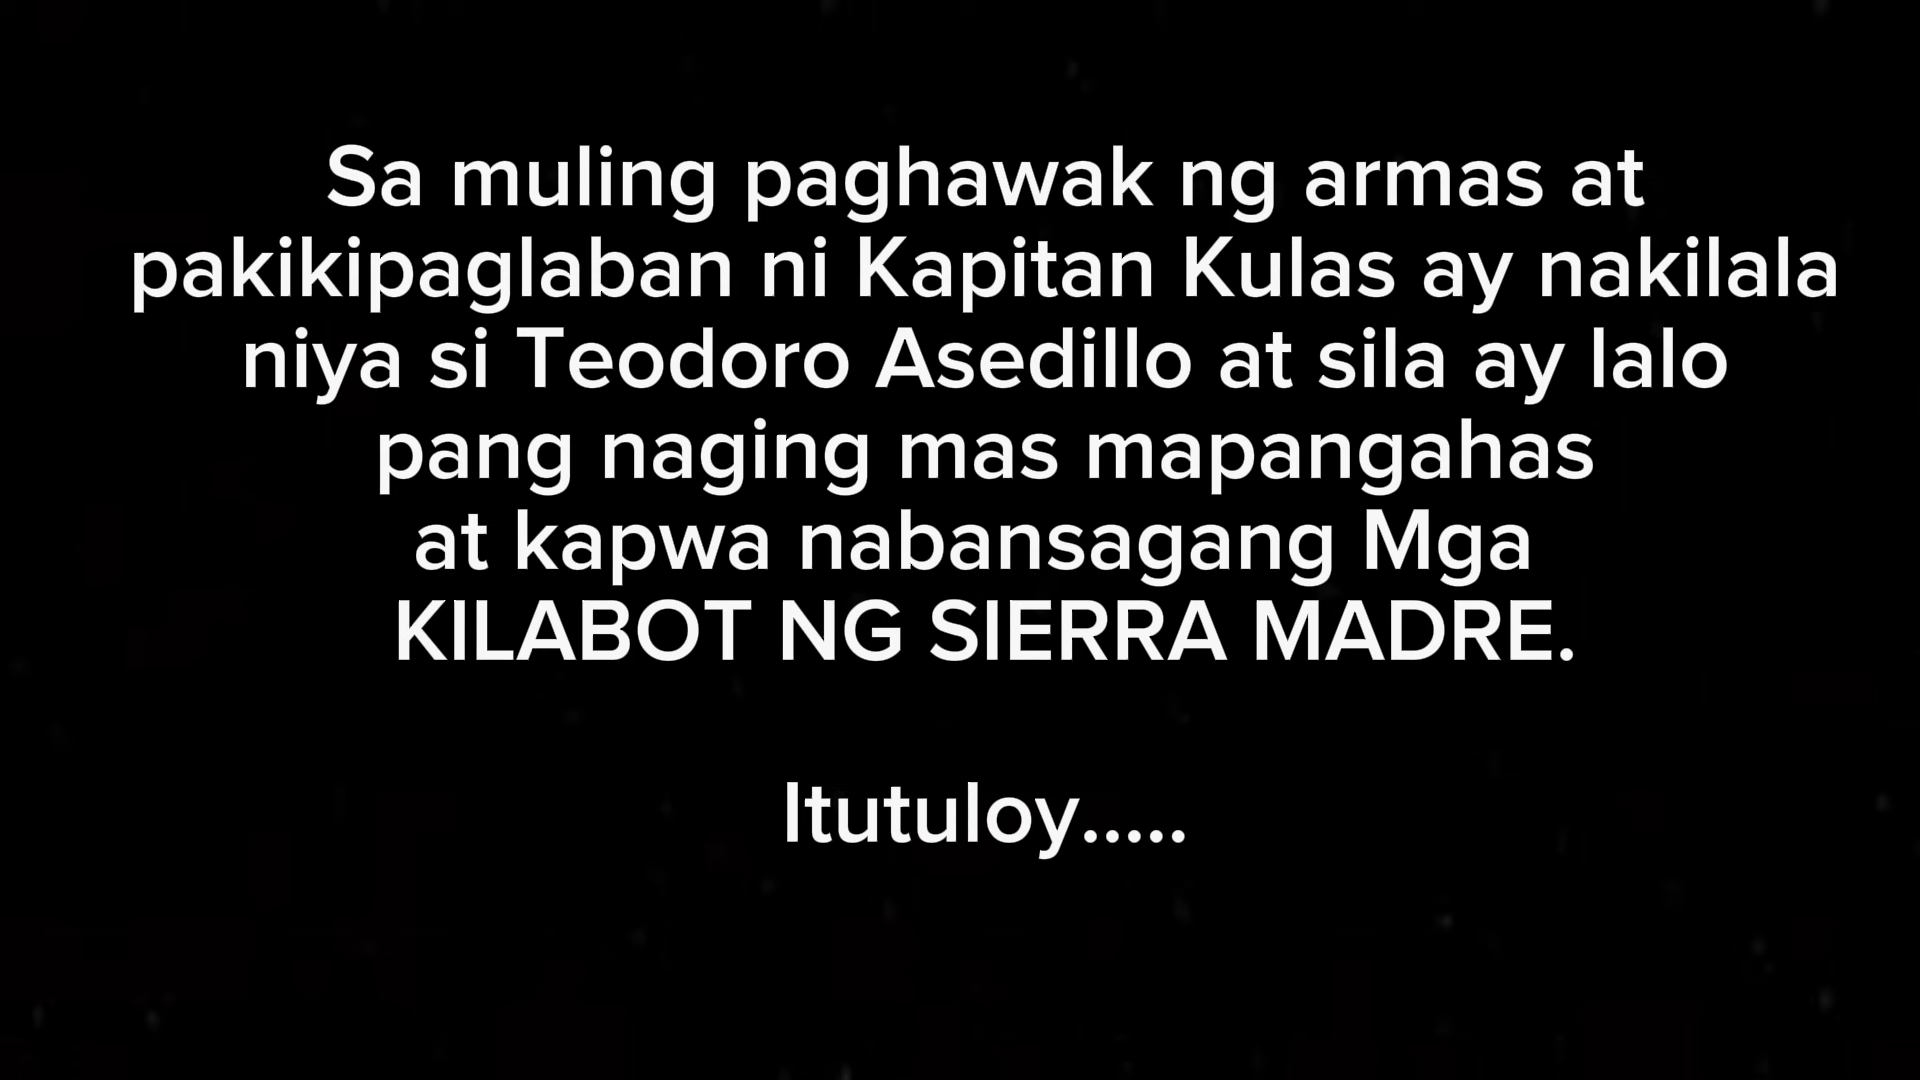 Sa muling paghawak ng armas at
pakikipaglaban ni Kapitan Kulas ay nakilala
niya si Teodoro Asedillo at sila ay lalo
pang naging mas mapangahas
at kapwa nabansagang Mga
KILABOT NG SIERRA MADRE.
Itutuloy.....